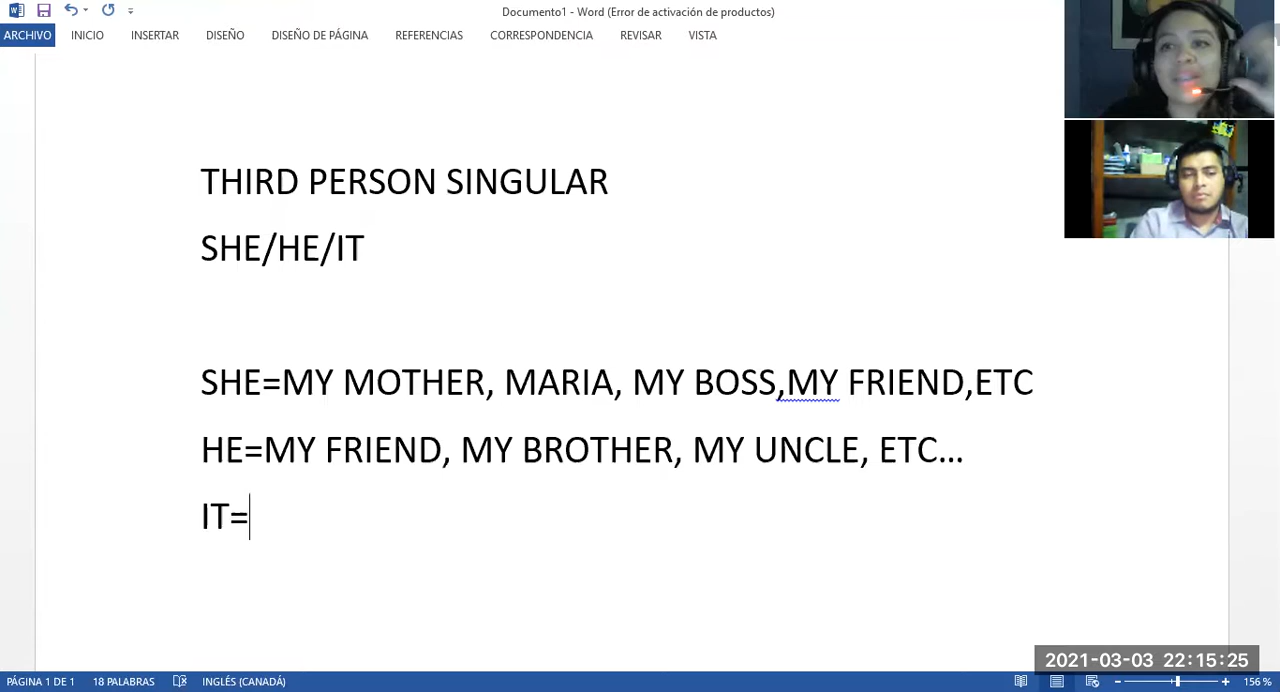 Documento1 - Word (Error de activación de productos)
ARCHIVO INICIO INSERTAR DISEÑO DISEÑO DE PÁGINA REFERENCIAS CORRESPONDENCIA REVISAR VISTA
THIRD PERSON SINGULAR
SHE/HE/IT
SHE=MY MOTHER, MARIA, MY BOSS,MY FRIEND,ETC
HE=MY FRIEND, MY BROTHER, MY UNCLE, ETC…
IT=
2021-03-03 22:15:25
PÁGINA 1 DE 1 18 PALABRAS INGLÉS (CANADÁ) 156 %